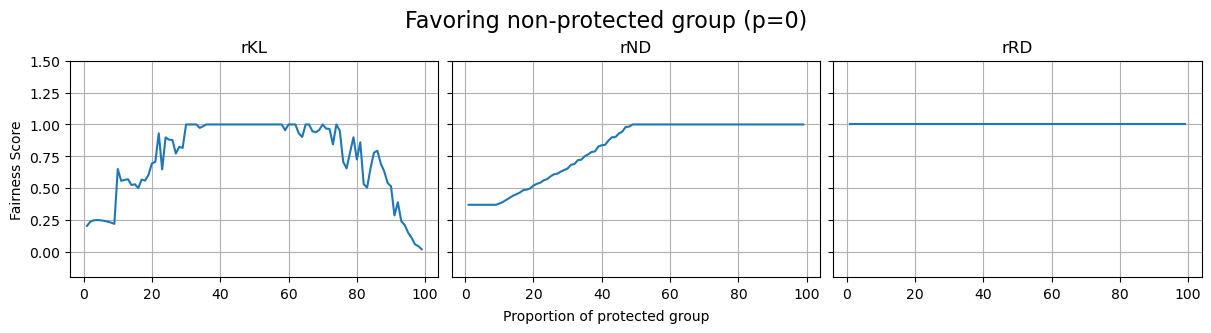 Favoring non-protected group (p=0)
rKL
rND
rRD
1.50
1.25
1.00
0.75
0.50
0.25
0.00
Fairness Score
0 20 40 60 80 100
0 20 40 60 80 100
0 20 40 60 80 100
Proportion of protected group